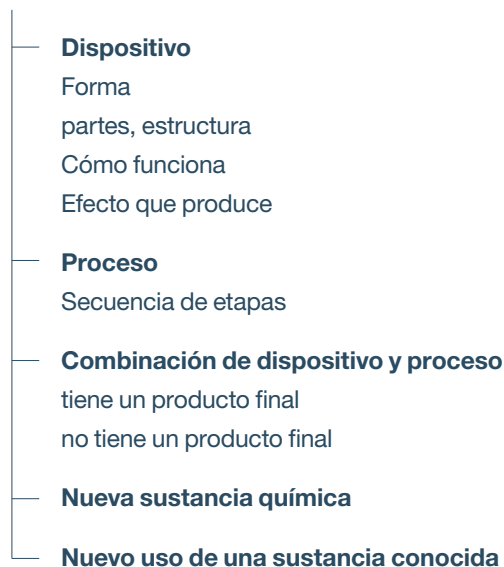 Dispositivo
Forma
partes, estructura
Cómo funciona
Efecto que produce
Proceso
Secuencia de etapas
Combinación de dispositivo y proceso
tiene un producto final
no tiene un producto final
Nueva sustancia química
Nuevo uso de una sustancia conocida